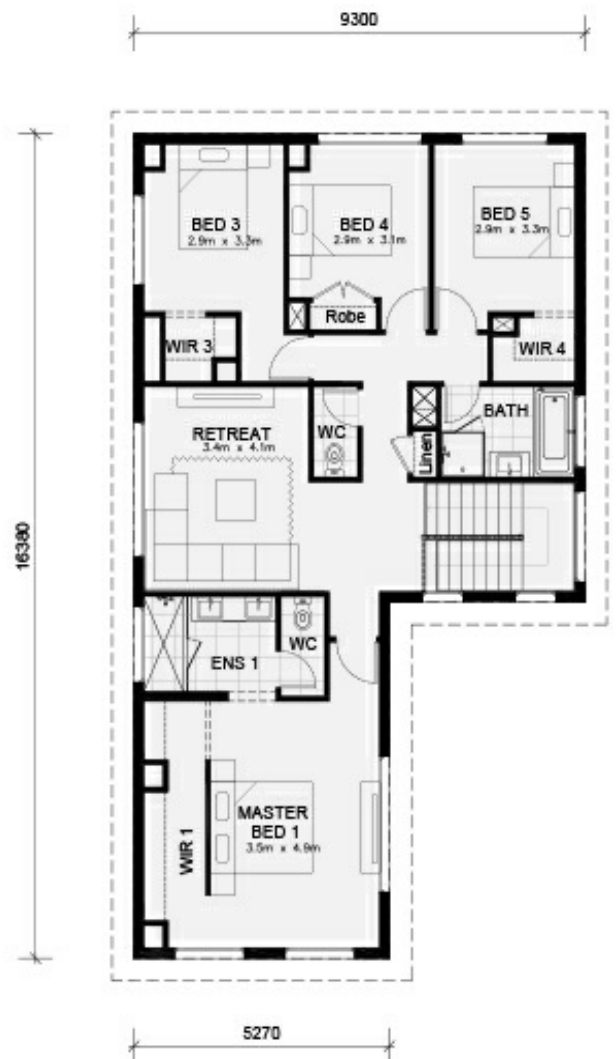 9300
BED 3
2.9m x 3.3m
BED 4
2.9m x 3.1m
BED 5
2.9m x 3.3m
Robe
WIR 3
WIR 4
RETREAT
3.4m x 4.1m
WC
Linen
BATH
16380
ENS 1
WC
MASTER
BED 1
3.5m x 4.9m
WIR 1
5270